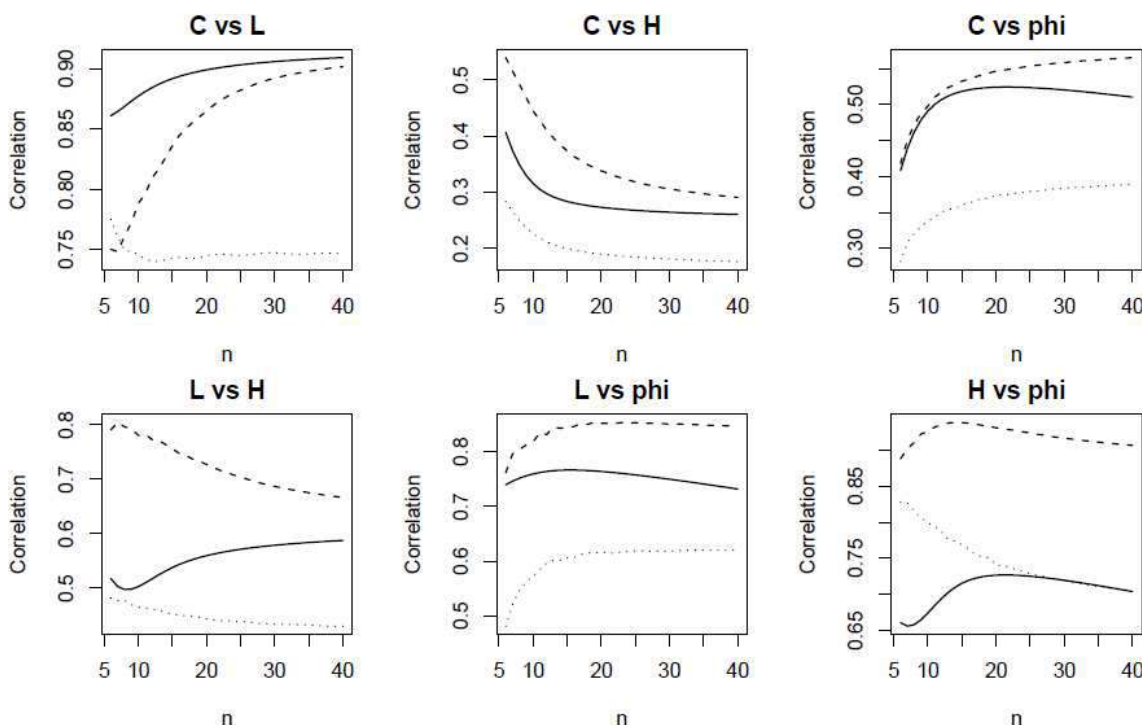 C vs L
C vs H
C vs phi
Correlation
0.75 0.80 0.85 0.90
5 10 20 30 40
n
Correlation
0.2 0.3 0.4 0.5
5 10 20 30 40
n
Correlation
0.30 0.40 0.50
5 10 20 30 40
n
L vs H
L vs phi
H vs phi
Correlation
0.5 0.6 0.7 0.8
5 10 20 30 40
n
Correlation
0.5 0.6 0.7 0.8
5 10 20 30 40
n
Correlation
0.65 0.75 0.85
5 10 20 30 40
n